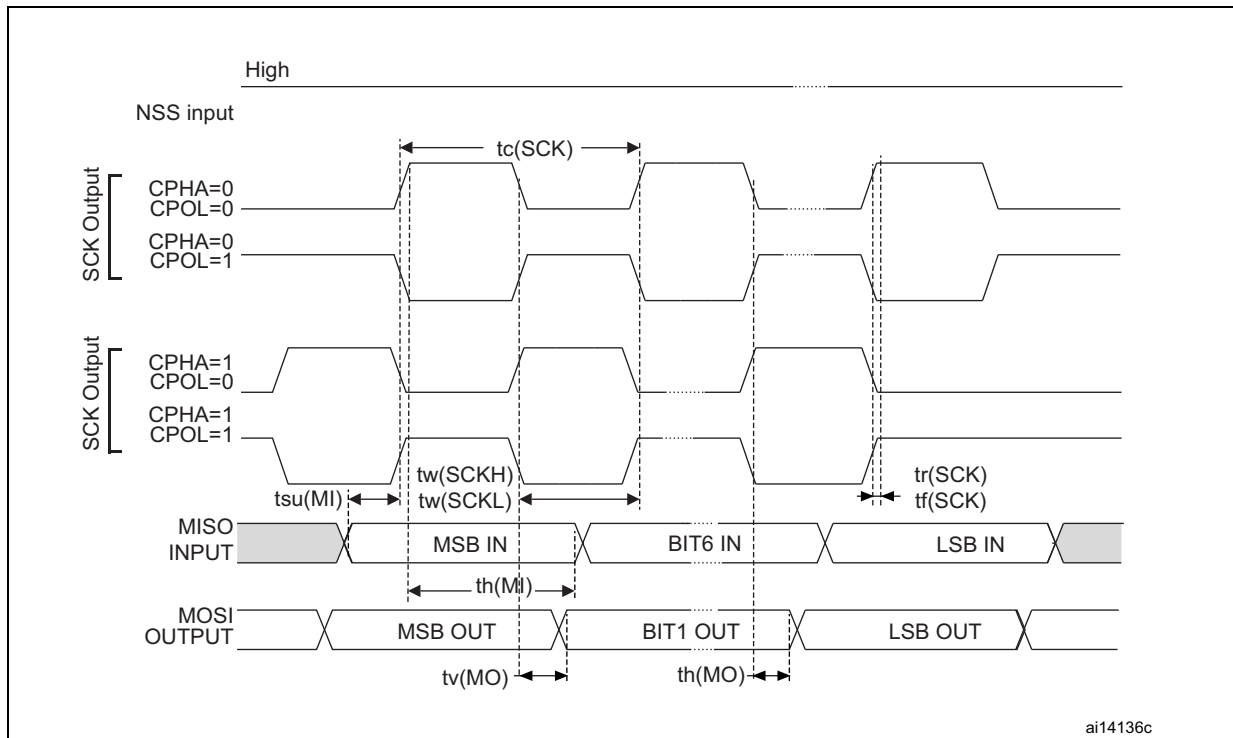 High
NSS input
tc(SCK)
SCK Output
CPHA=0
CPOL=0
CPHA=0
CPOL=1
SCK Output
CPHA=1
CPOL=0
CPHA=1
CPOL=1
tw(SCKH)
tw(SCKL)
tr(SCK)
tf(SCK)
tsu(MI)
MISO
INPUT
MSB IN
BIT6 IN
LSB IN
th(MI)
MOSI
OUTPUT
MSB OUT
BIT1 OUT
LSB OUT
tv(MO)
th(MO)
ai14136c